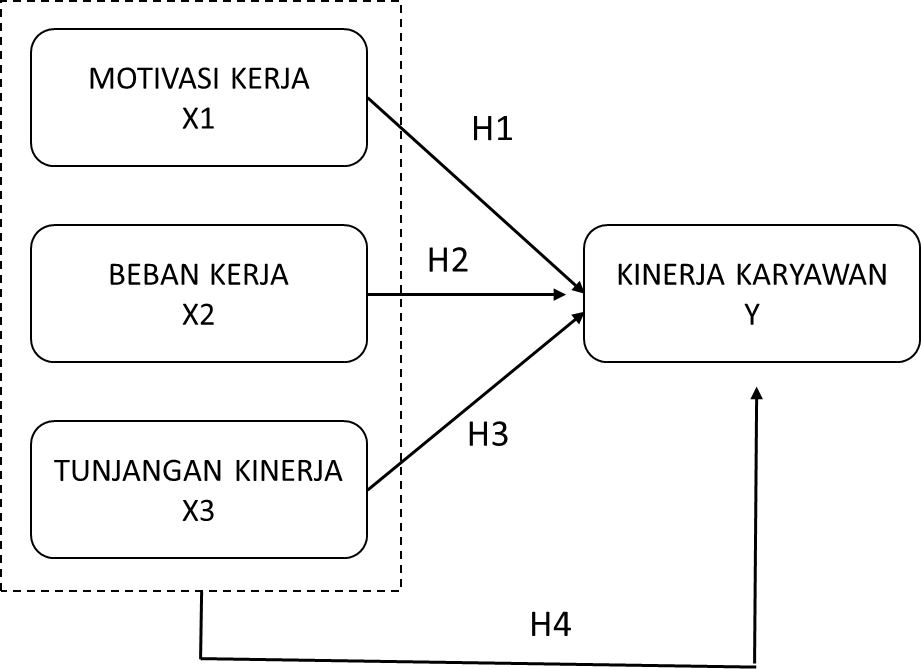 MOTIVASI KERJA
X1
H1
BEBAN KERJA
X2
H2
KINERJA KARYAWAN
Y
TUNJANGAN KINERJA
X3
H3
H4